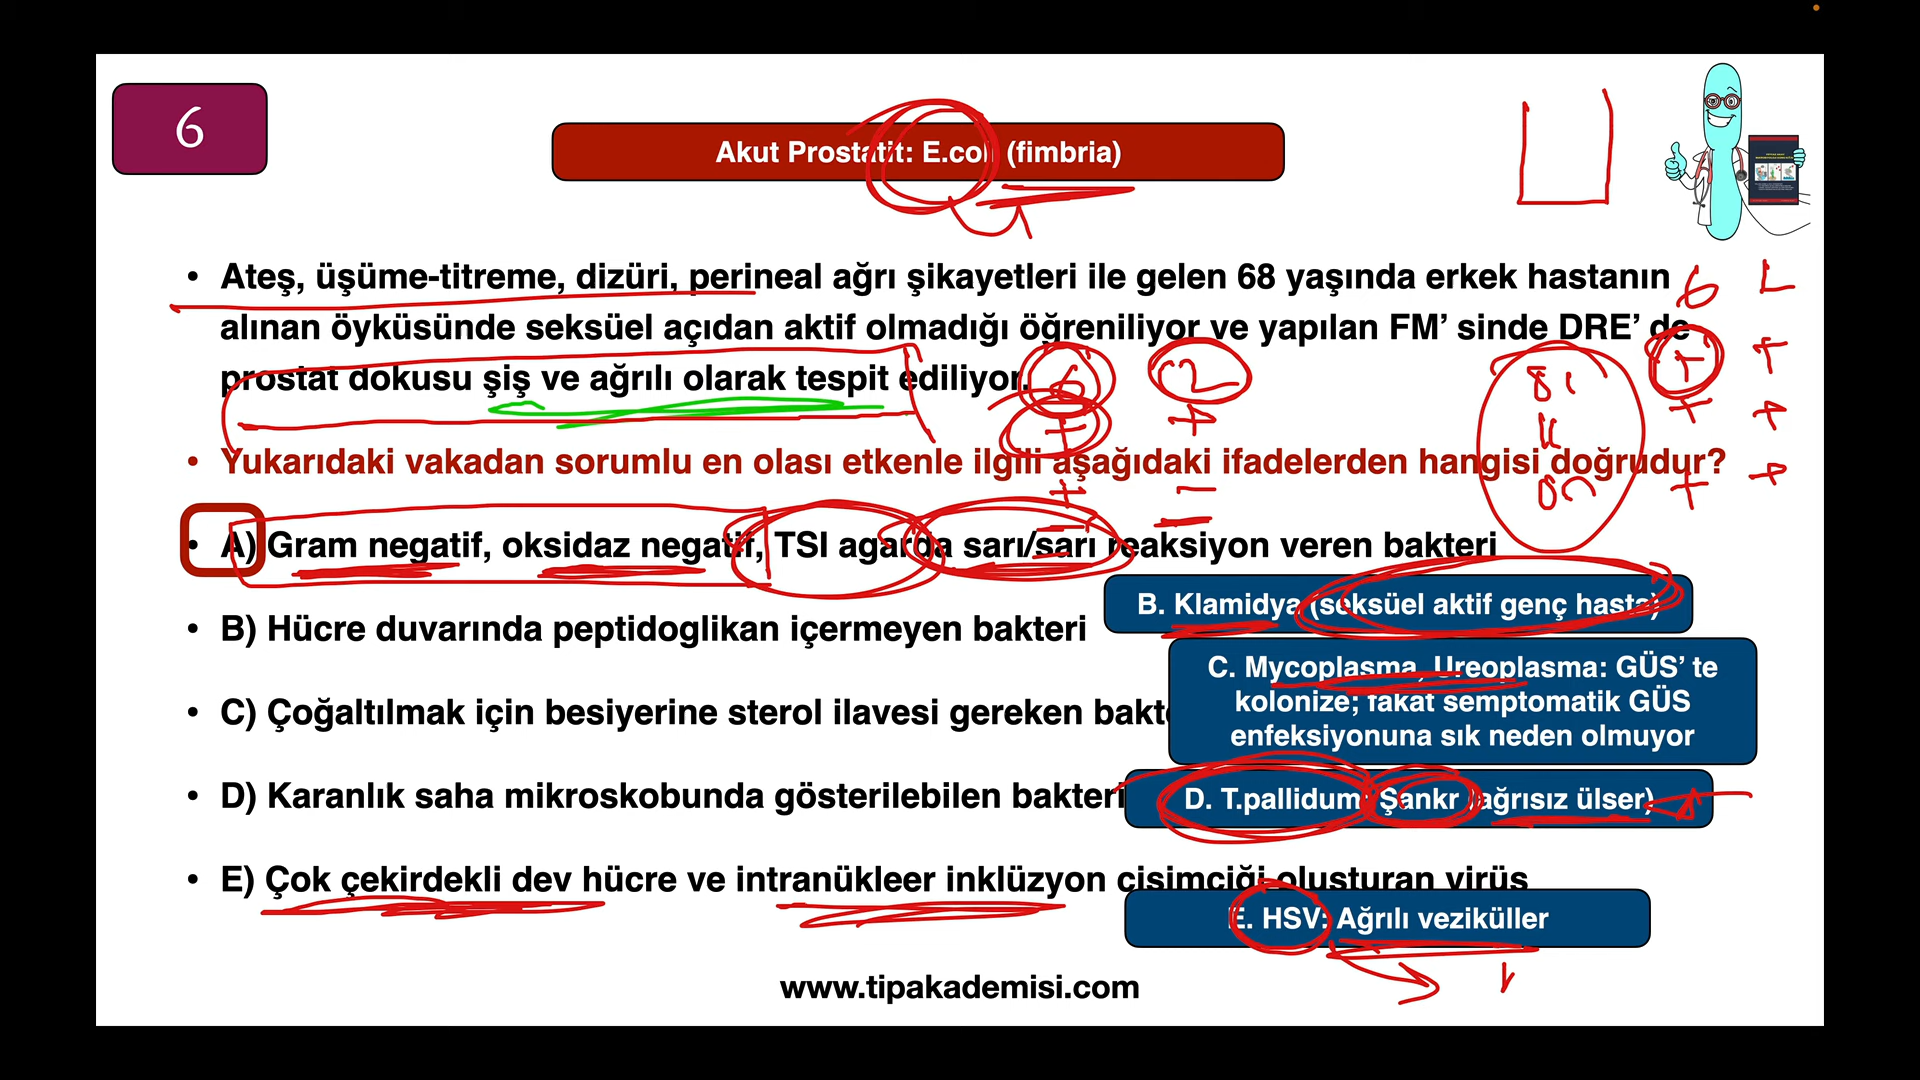 6
Akut Prostatit: E.coli (fimbria)
• Ateş, üşüme-titreme, dizüri, perineal ağrı şikayetleri ile gelen 68 yaşında erkek hastanın
alınan öyküsünde seksüel açıdan aktif olmadığı öğreniliyor ve yapılan FM’ sinde DRE’ de
prostat dokusu şiş ve ağrılı olarak tespit ediliyor.
• Yukarıdaki vakadan sorumlu en olası etkenle ilgili aşağıdaki ifadelerden hangisi doğrudur?
• A) Gram negatif, oksidaz negatif, TSI agarda sarı/sarı reaksiyon veren bakteri
B. Klamidya (seksüel aktif genç hasta)
• B) Hücre duvarında peptidoglikan içermeyen bakteri
C. Mycoplasma, Ureoplasma: GÜS’ te
kolonize; fakat semptomatik GÜS
enfeksiyonuna sık neden olmuyor
• C) Çoğaltılmak için besiyerine sterol ilavesi gereken bakte
• D) Karanlık saha mikroskobunda gösterilebilen bakteri
D. T.pallidum: Şankr (ağrısız ülser)
• E) Çok çekirdekli dev hücre ve intranükleer inklüzyon cisimciği oluşturan virüs
E. HSV: Ağrılı veziküller
www.tipakademisi.com